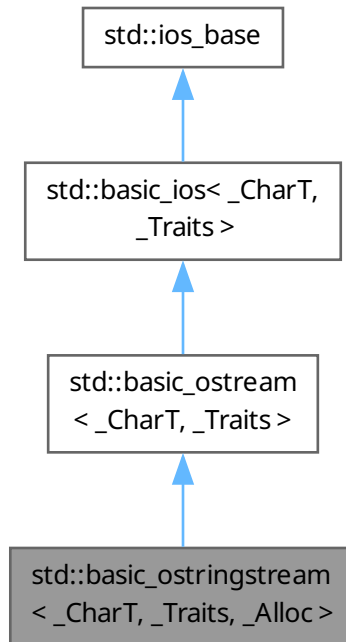 std::ios_base
std::basic_ios< _CharT,
_Traits >
std::basic_ostream
< _CharT, _Traits >
std::basic_ostringstream
< _CharT, _Traits, _Alloc >